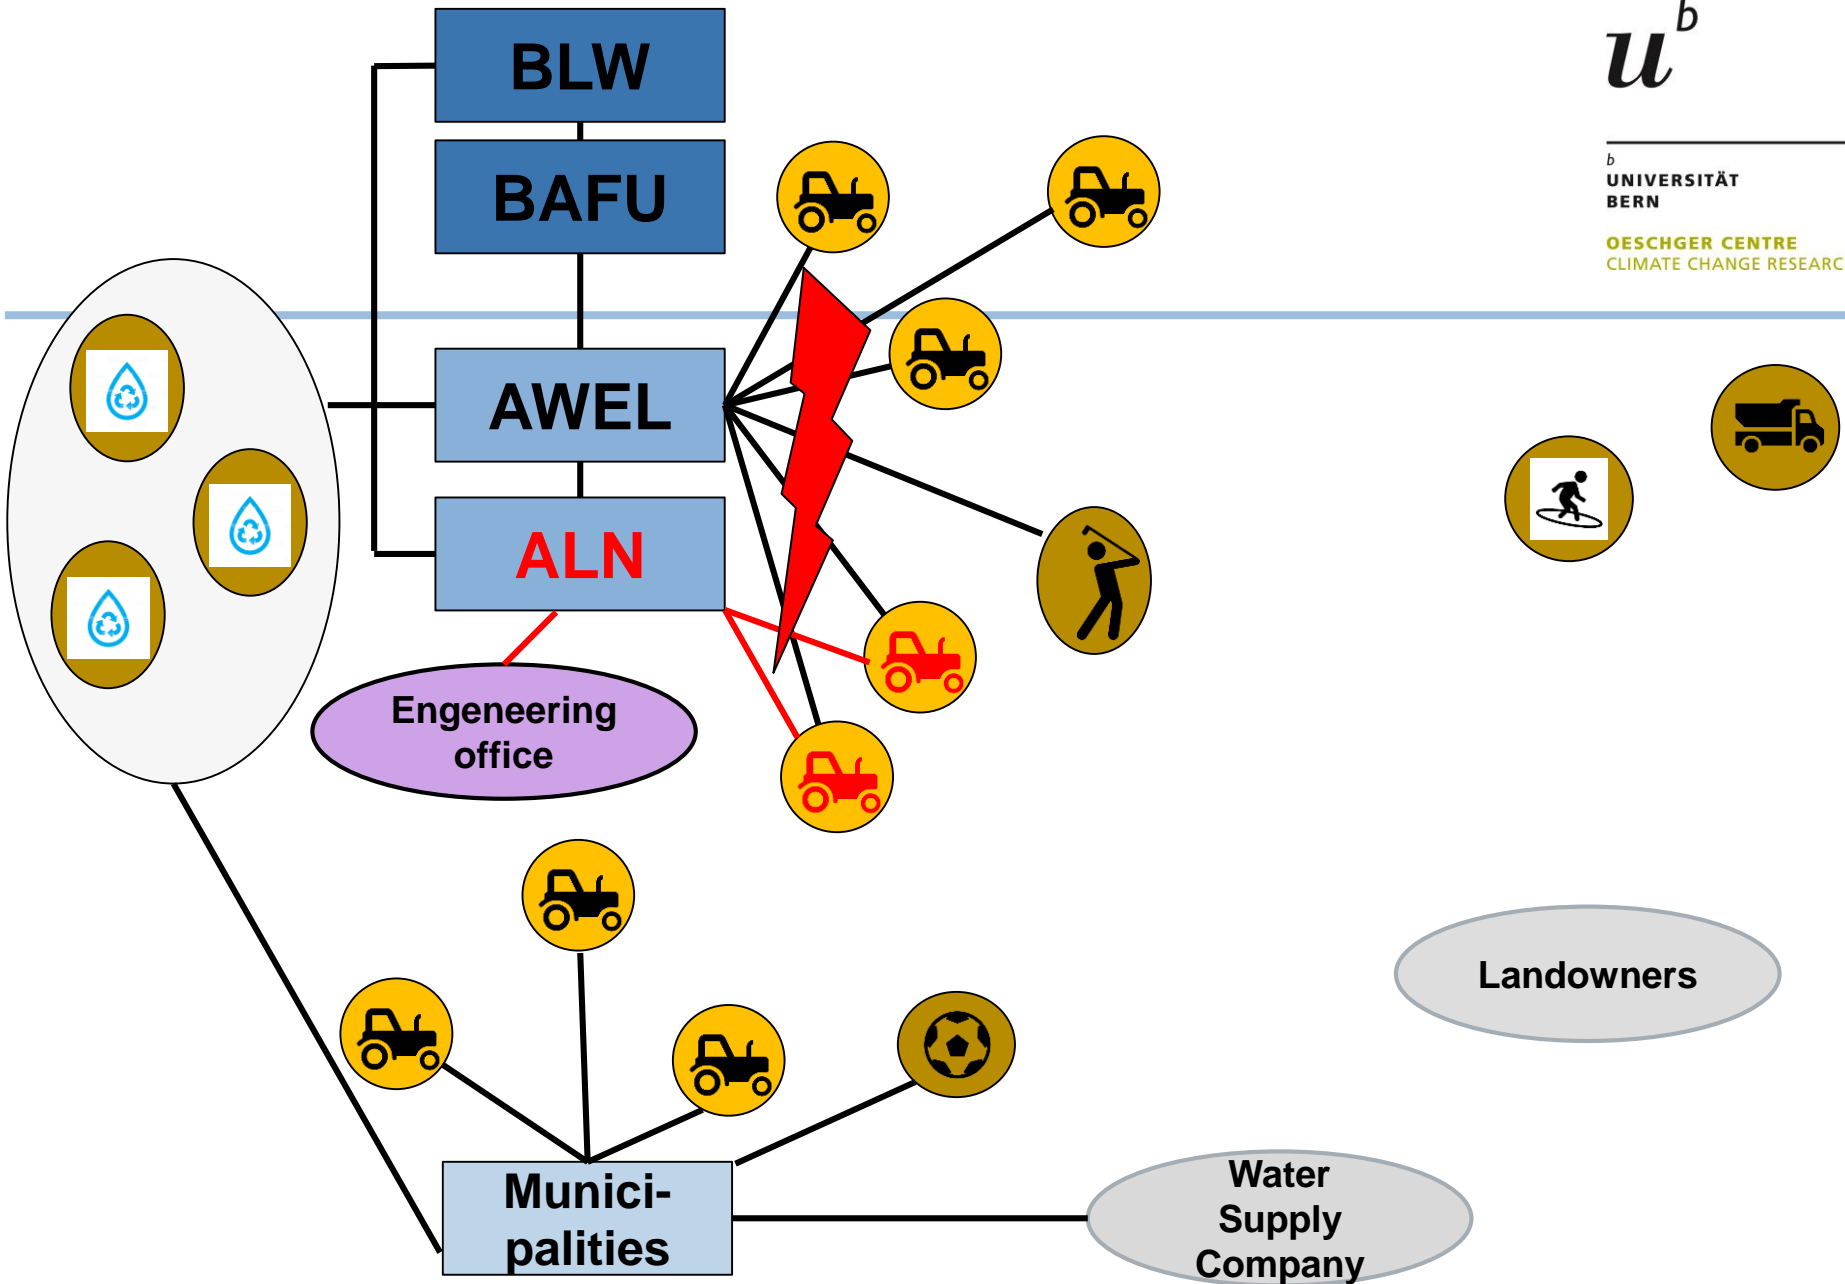 BLW
BAFU
AWEL
ALN
Engeneering
office
Munici-
palities
Landowners
Water
Supply
Company
u
b
b
UNIVERSITÄT
BERN
OESCHGER CENTRE
CLIMATE CHANGE RESEARC